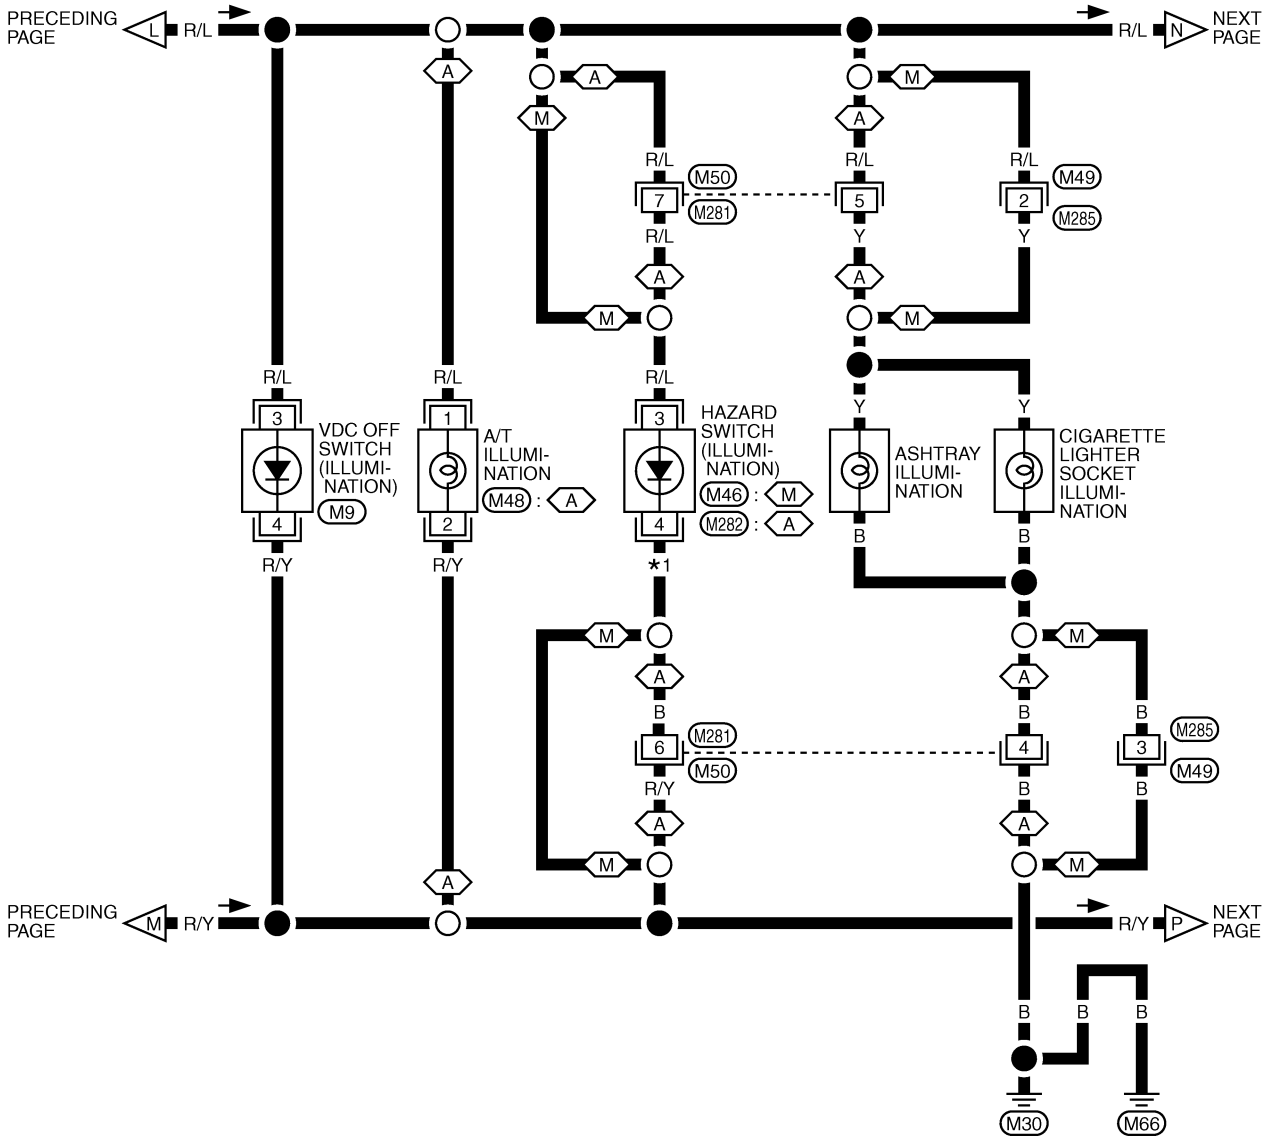 PRECEDING
PAGE
L
R/L
R/L
N
NEXT
PAGE
A
A
M
M
A
M
R/L
R/L
R/L
M50
M49
7
5
2
M281
M285
R/L
Y
Y
A
A
M
M
R/L
R/L
R/L
Y
Y
3
1
3
VDC OFF
SWITCH
(ILLUMI-
NATION)
M9
A/T
ILLUMI-
NATION
M48 : A
HAZARD
SWITCH
(ILLUMI-
NATION)
M46 : M
M282 : A
ASHTRAY
ILLUMI-
NATION
CIGARETTE
LIGHTER
SOCKET
ILLUMI-
NATION
4
2
4
B
B
R/Y
R/Y
*1
M
M
A
A
B
B
B
M281
M285
6
4
3
M50
M49
R/Y
B
B
A
A
M
M
A
PRECEDING
PAGE
M
R/Y
R/Y
P
NEXT
PAGE
B
B
B
M30
M66